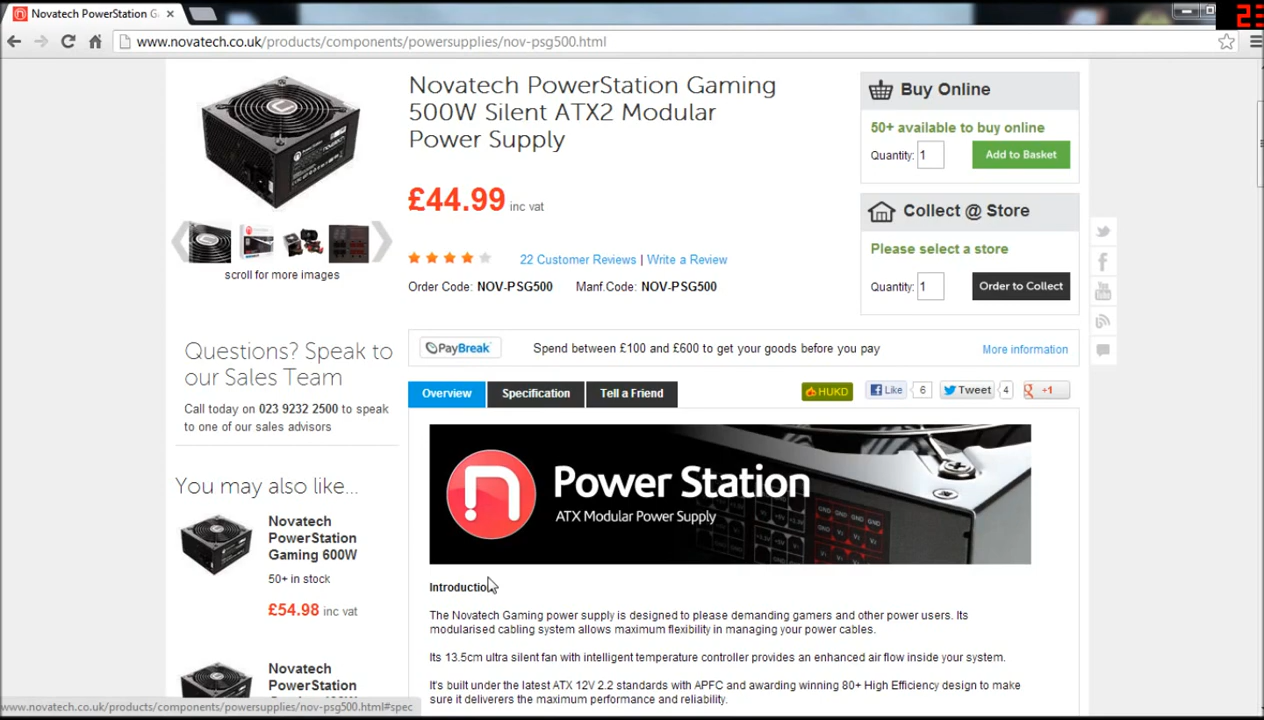 Novatech PowerStation G
23
www.novatech.co.uk/products/components/powersupplies/nov-psg500.html
Novatech PowerStation Gaming
500W Silent ATX2 Modular
Power Supply
£44.99 inc vat
22 Customer Reviews | Write a Review
Order Code: NOV-PSG500 Manf.Code: NOV-PSG500
scroll for more images
Buy Online
50+ available to buy online
Quantity: 1 Add to Basket
Collect @ Store
Please select a store
Quantity: 1 Order to Collect
PayBreak Spend between £100 and £600 to get your goods before you pay More information
Questions? Speak to
our Sales Team
Call today on 023 9232 2500 to speak
to one of our sales advisors
Overview Specification Tell a Friend HUKD Like 6 Tweet 4 +1
Power Station
ATX Modular Power Supply
You may also like...
Novatech
PowerStation
Gaming 600W
50+ in stock
£54.98 inc vat
Novatech
PowerStation
Introduction
The Novatech Gaming power supply is designed to please demanding gamers and other power users. Its
modularised cabling system allows maximum flexibility in managing your power cables.
Its 13.5cm ultra silent fan with intelligent temperature controller provides an enhanced air flow inside your system.
It's built under the latest ATX 12V 2.2 standards with APFC and awarding winning 80+ High Efficiency design to make
sure it deliverers the maximum performance and reliability.
www.novatech.co.uk/products/components/powersupplies/nov-psg500.html#spec